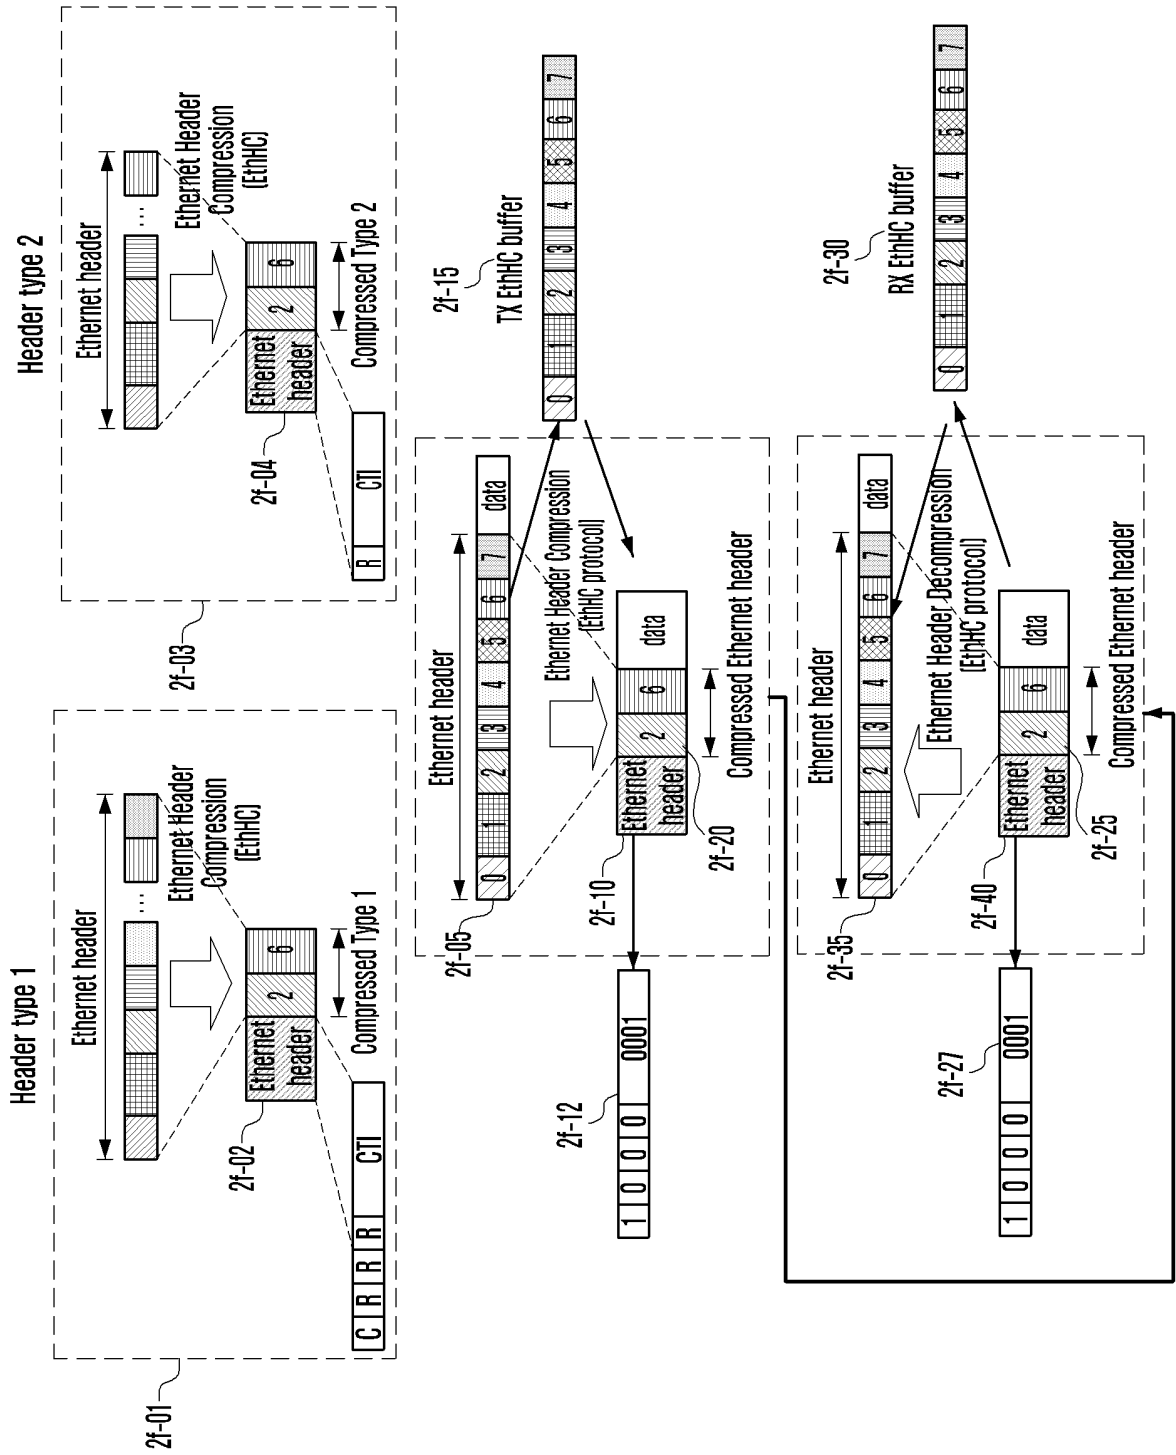 Header type 1
2f-01
Ethernet header
...
Ethernet Header
Compression
(EthHC)
2f-02
Ethernet
header
2
6
Compressed Type 1
C R R R CTI
Header type 2
2f-03
Ethernet header
...
Ethernet Header
Compression
(EthHC)
2f-04
Ethernet
header
2
6
Compressed Type 2
R CTI
Ethernet header
2f-05
0 1 2 3 4 5 6 7 data
Ethernet Header Compression
(EthHC protocol)
2f-10
Ethernet
header
2
6
data
2f-20
Compressed Ethernet header
2f-12
1 0 0 0 0001
2f-15
TX EthHC buffer
0 1 2 3 4 5 6 7
Ethernet header
2f-35
0 1 2 3 4 5 6 7 data
Ethernet Header Decompression
(EthHC protocol)
2f-40
Ethernet
header
2
6
data
2f-25
Compressed Ethernet header
2f-27
1 0 0 0 0001
2f-30
RX EthHC buffer
0 1 2 3 4 5 6 7